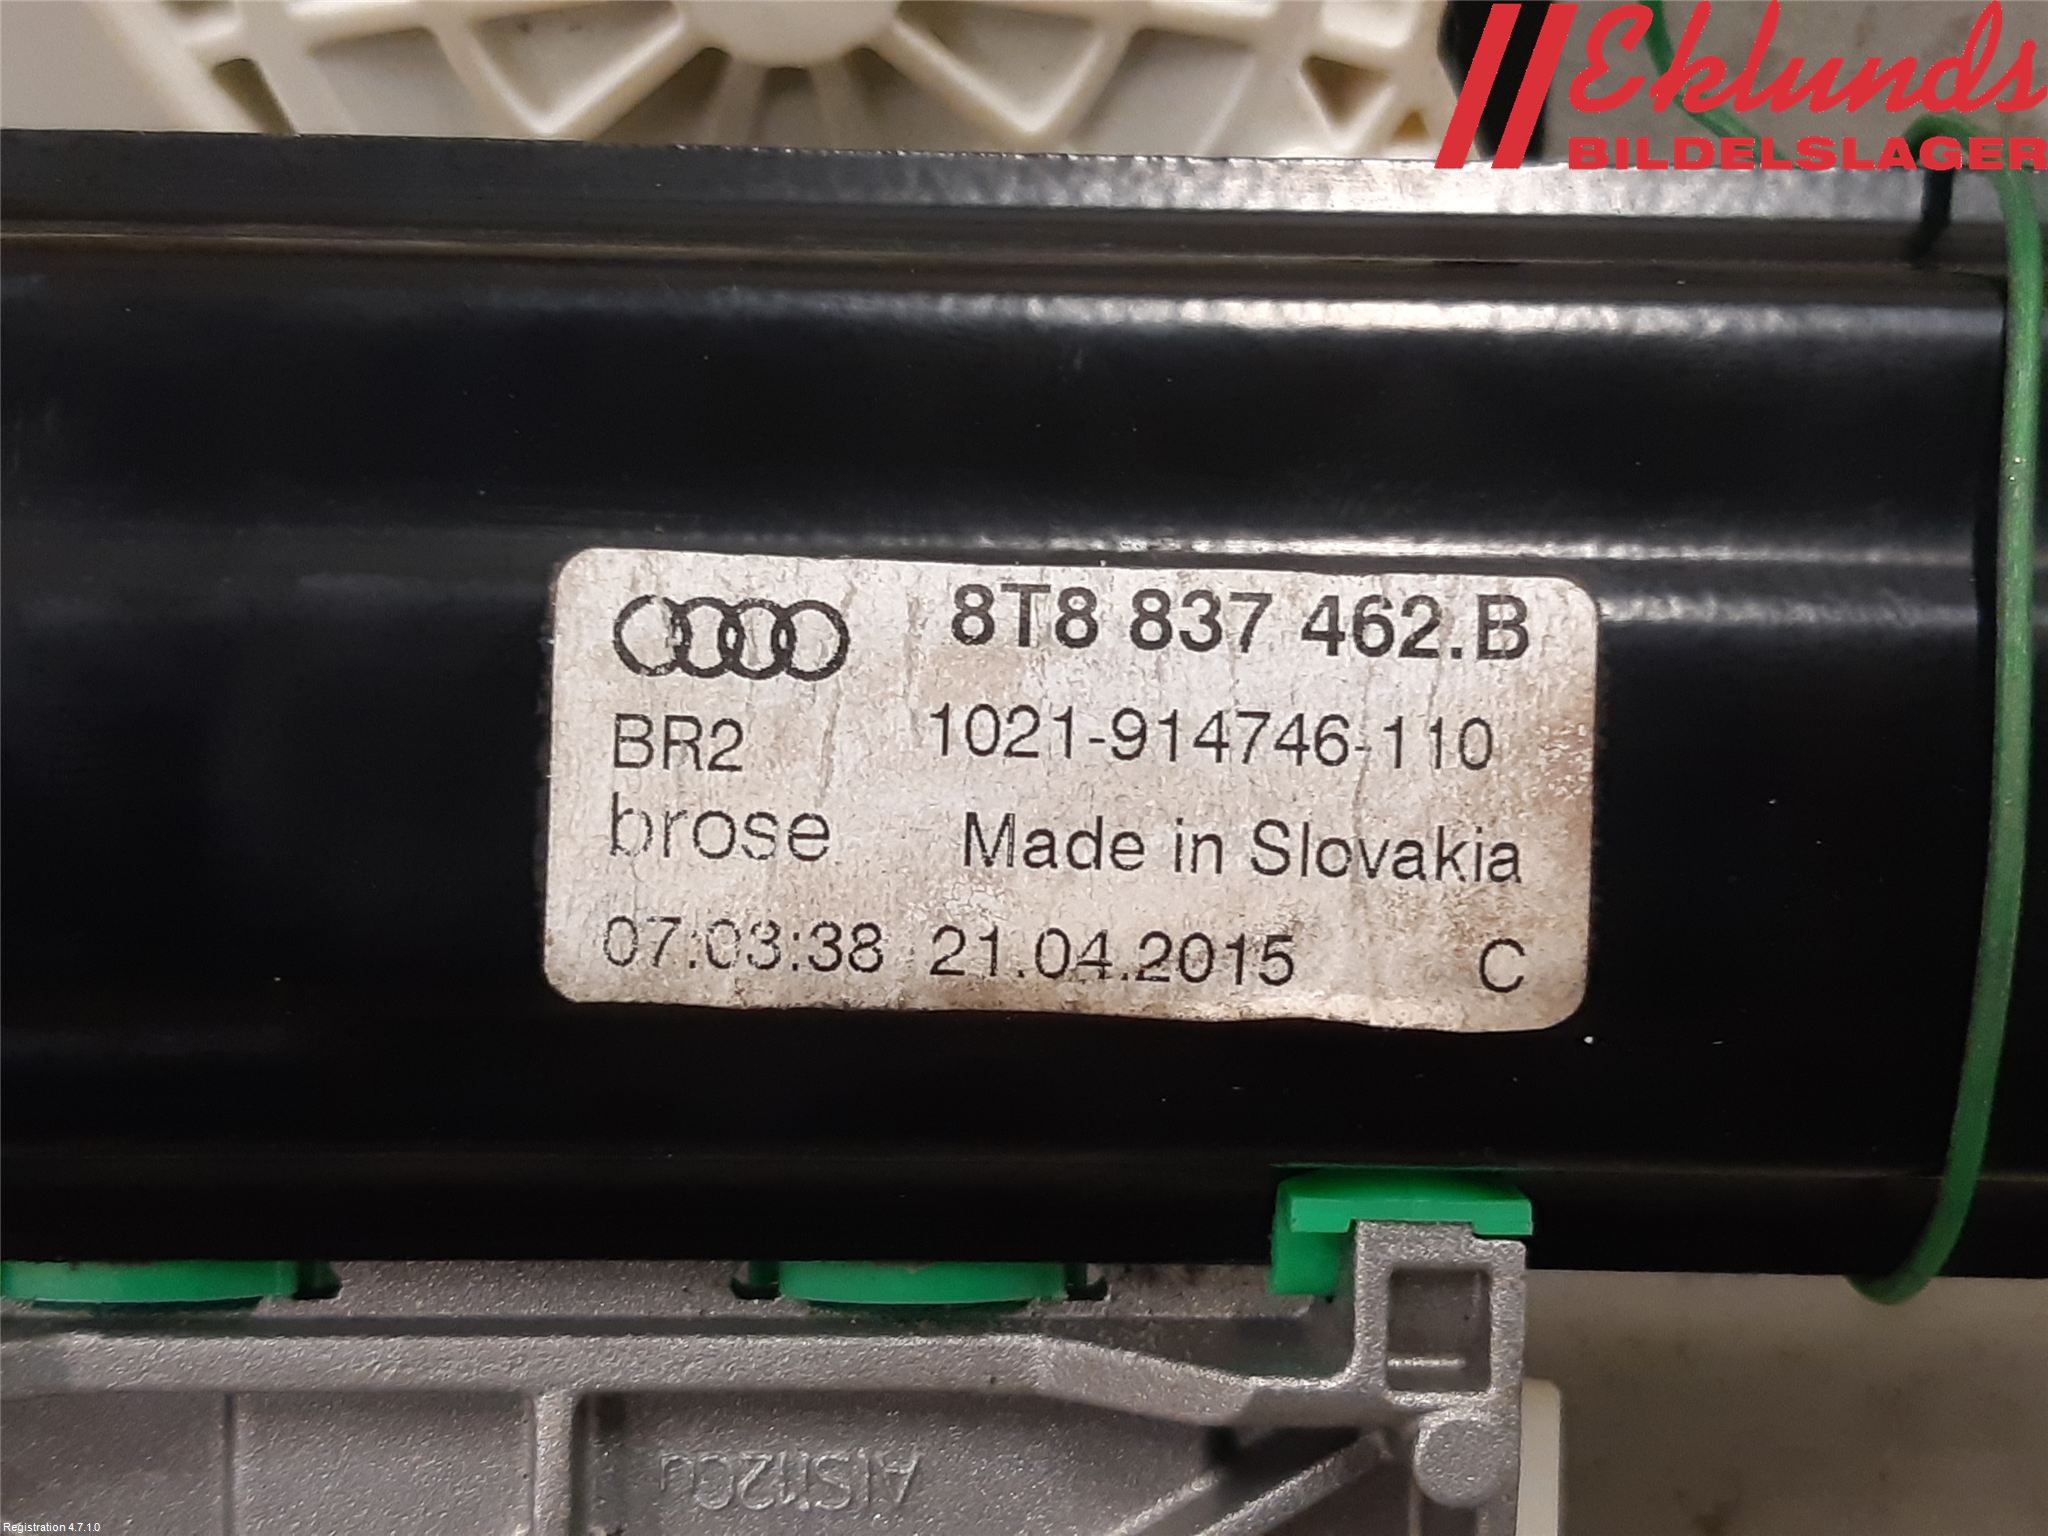 Eklunds
BILDELSLAGER
8T8 837 462.B
BR2 1021-914746-110
brose Made in Slovakia
07:03:38 21.04.2015 C
AlSi12Cu
Registration 4.7.1.0